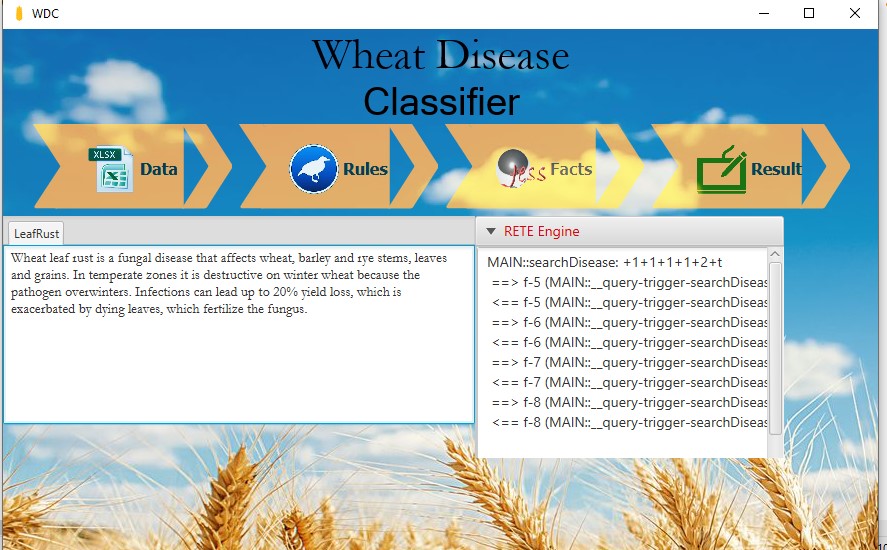 WDC
Wheat Disease
Classifier
XLSX
Data
Rules
Jess
Facts
Result
LeafRust
Wheat leaf rust is a fungal disease that affects wheat, barley and rye stems, leaves
and grains. In temperate zones it is destructive on winter wheat because the
pathogen overwinters. Infections can lead up to 20% yield loss, which is
exacerbated by dying leaves, which fertilize the fungus.
RETE Engine
MAIN::searchDisease: +1+1+1+1+2+t
==> f-5 (MAIN::__query-trigger-searchDiseas
<== f-5 (MAIN::__query-trigger-searchDiseas
==> f-6 (MAIN::__query-trigger-searchDiseas
<== f-6 (MAIN::__query-trigger-searchDiseas
==> f-7 (MAIN::__query-trigger-searchDiseas
<== f-7 (MAIN::__query-trigger-searchDiseas
==> f-8 (MAIN::__query-trigger-searchDiseas
<== f-8 (MAIN::__query-trigger-searchDiseas